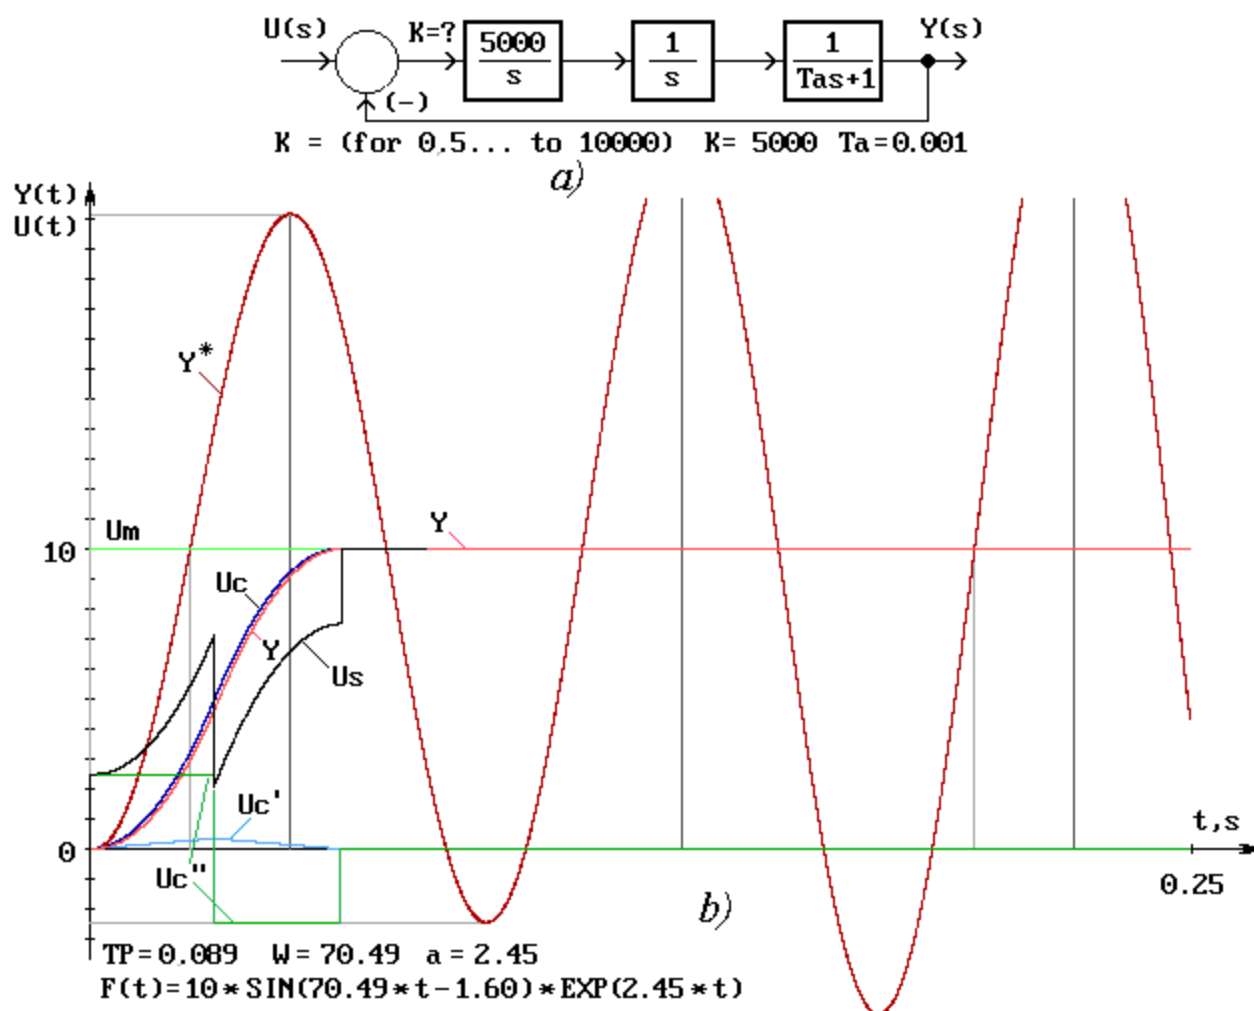 U(s) K=? 5000 1 1 Y(s)
s s Tas+1
(-)
K = (for 0.5... to 10000) K= 5000 Ta=0.001
a)
Y(t)
U(t)
Y*
Um Y
10
Uc
Y
Us
Uc'
t,s
0
Uc"
0.25
b)
TP=0.089 W=70.49 a=2.45
F(t)=10*SIN(70.49*t-1.60)*EXP(2.45*t)